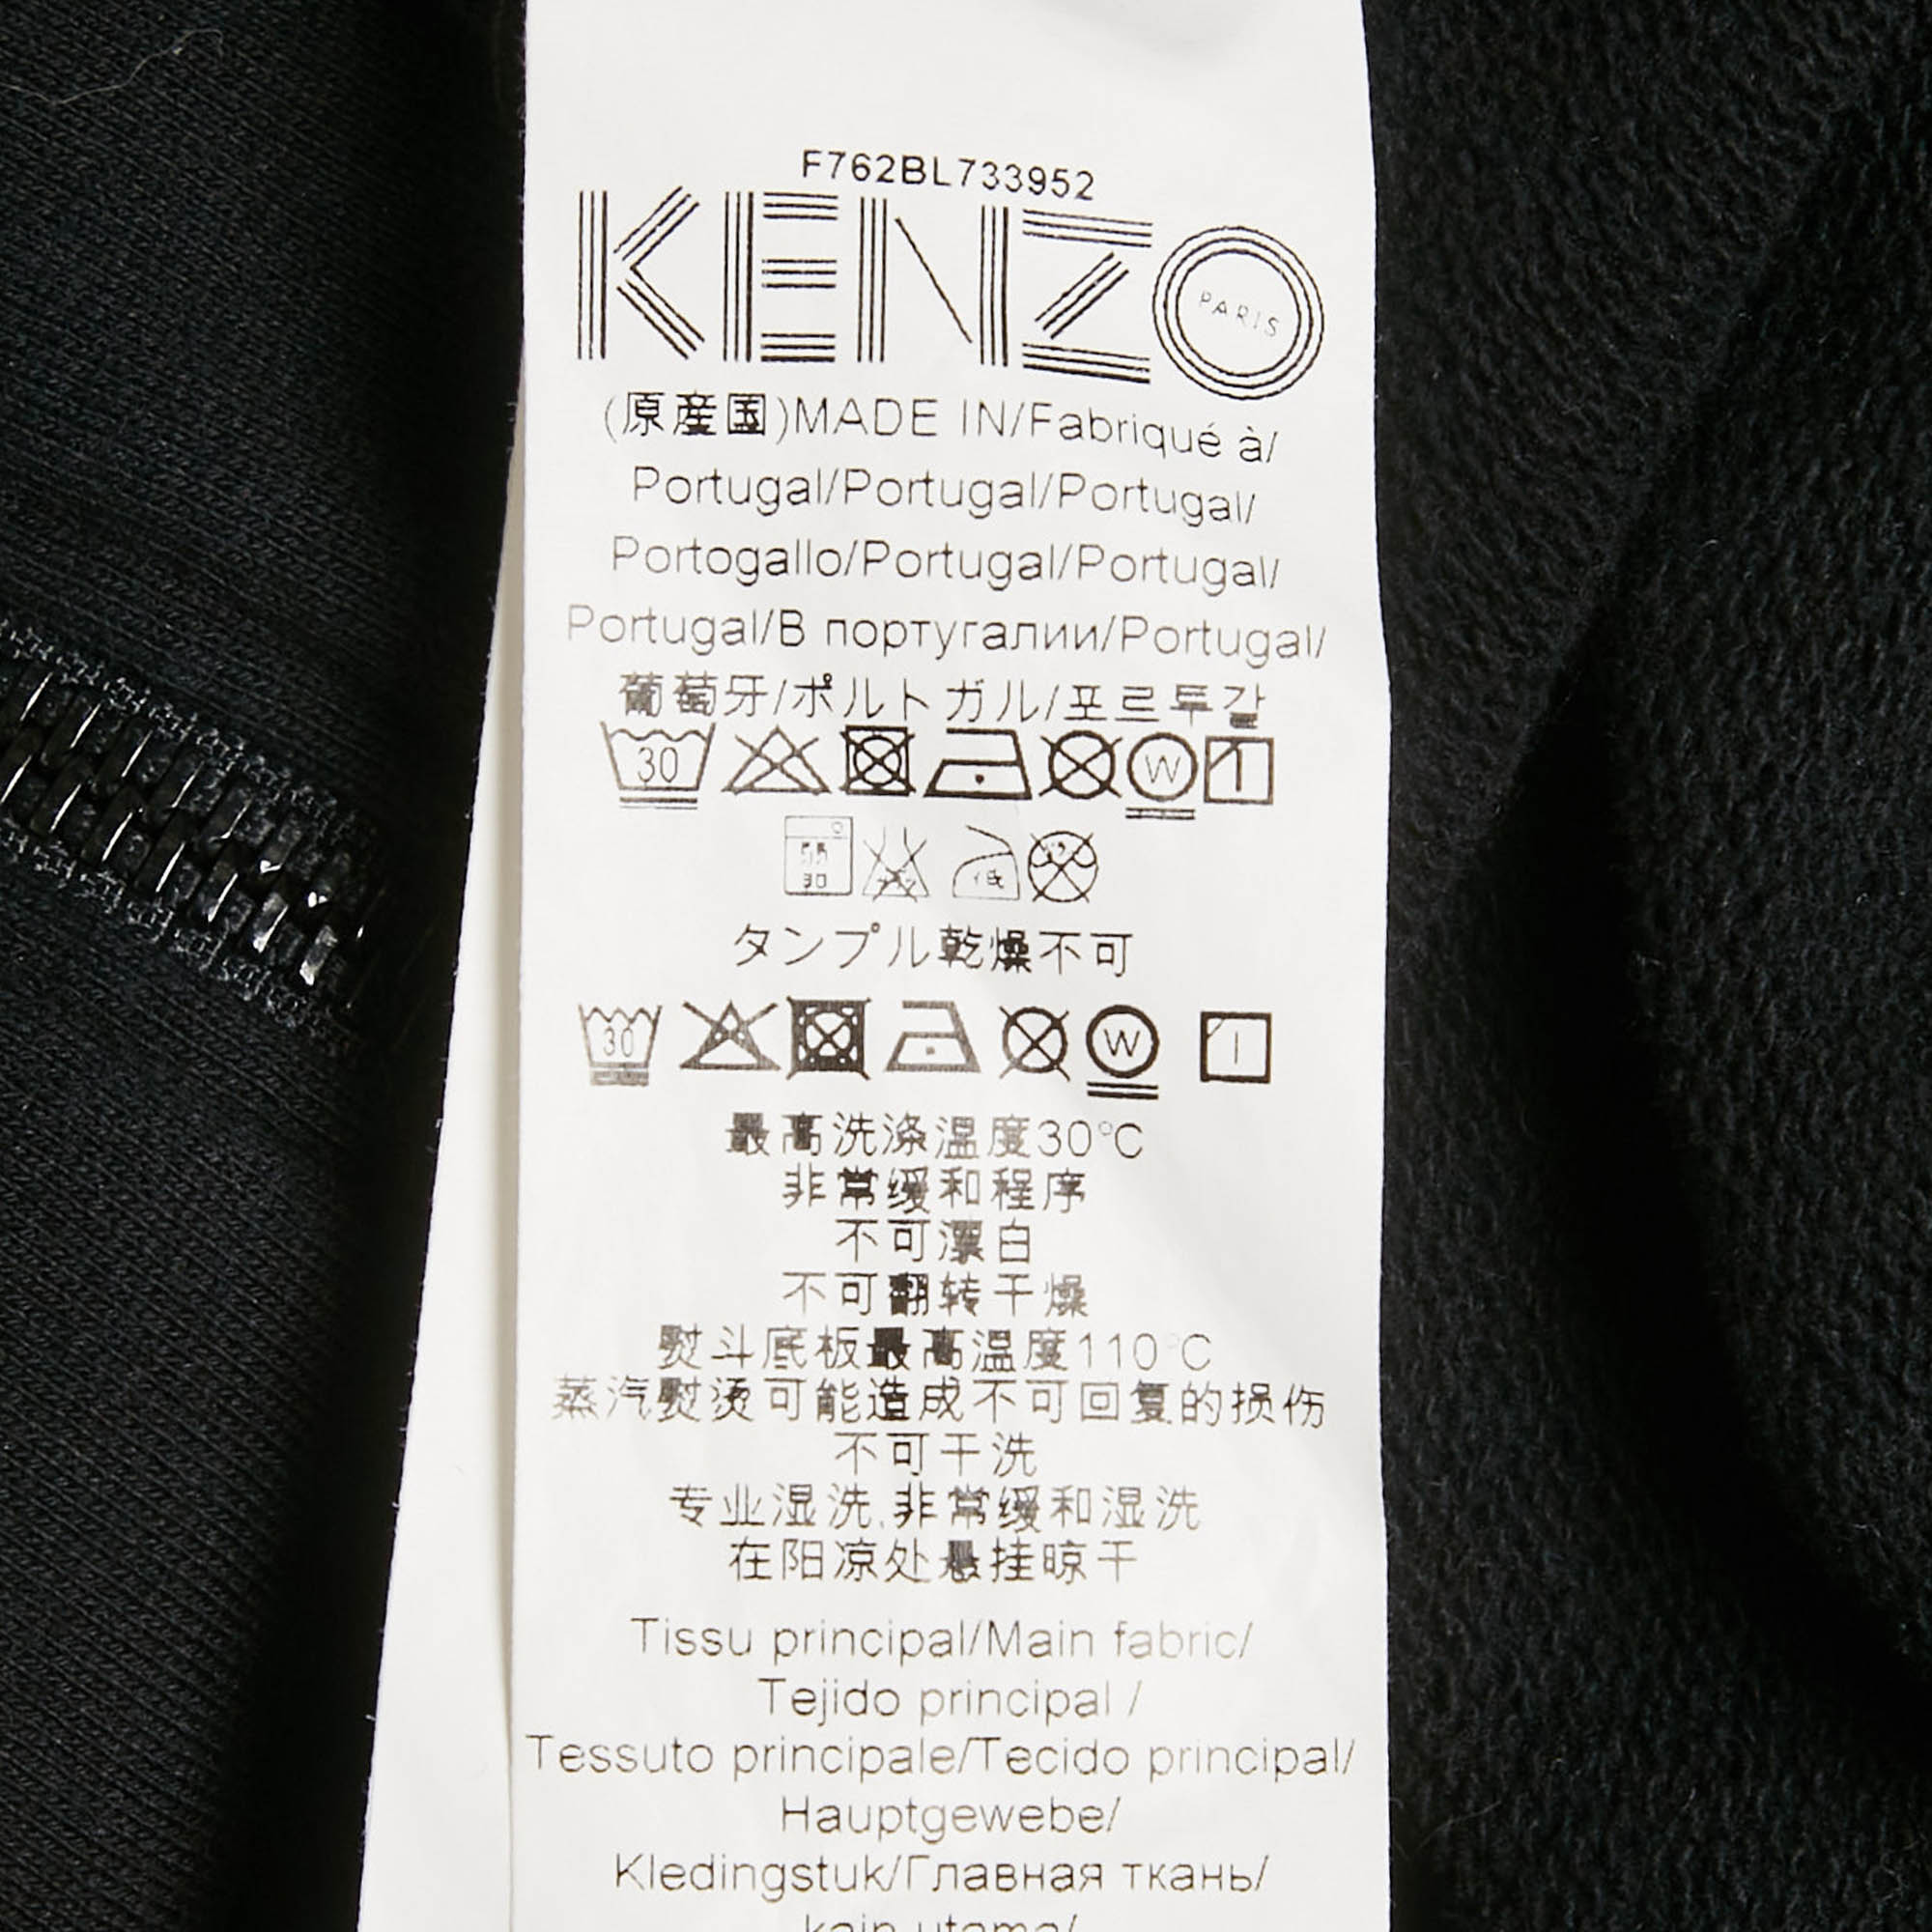 F762BL733952
KENZO
PARIS
(原産国)MADE IN/Fabriqué à/
Portugal/Portugal/Portugal/
Portogallo/Portugal/Portugal/
Portugal/В португалии/Portugal/
葡萄牙/ポルトガル/포르투갈
30 W
30 低
タンブル乾燥不可
30 W
最高洗涤温度30°C
非常缓和程序
不可漂白
不可翻转干燥
熨斗底板最高温度110°C
蒸汽熨烫可能造成不可回复的损伤
不可干洗
专业湿洗,非常缓和湿洗
在阳凉处悬挂晾干
Tissu principal/Main fabric/
Tejido principal /
Tessuto principale/Tecido principal/
Hauptgewebe/
Kledingstuk/Главная ткань/
kain utama/